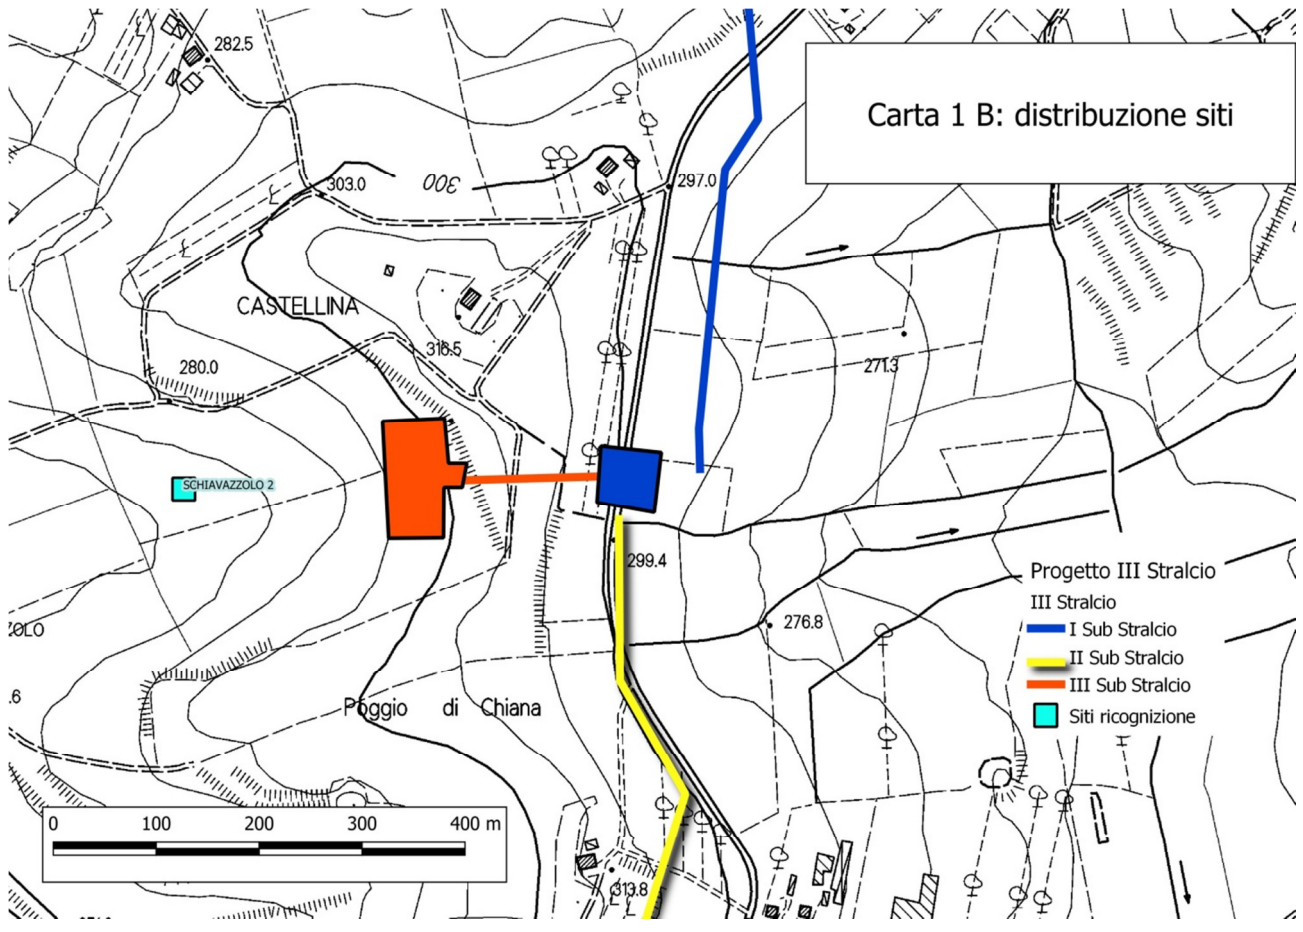 282.5
Carta 1 B: distribuzione siti
303.0
300
297.0
CASTELLINA
316.5
280.0
271.3
SCHIAVAZZOLO 2
299.4
Progetto III Stralcio
III Stralcio
276.8
I Sub Stralcio
ZOLO
II Sub Stralcio
III Sub Stralcio
.6
Poggio di Chiana
Siti ricognizione
0 100 200 300 400 m
313.8